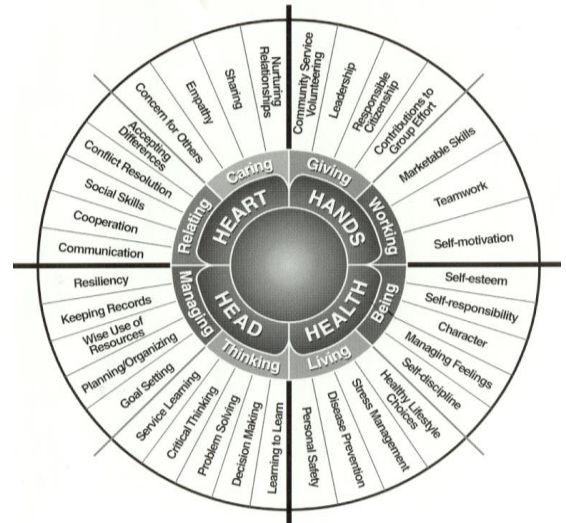 HEART
HANDS
HEAD
HEALTH
Caring
Giving
Relating
Working
Managing
Being
Thinking
Living
Nurturing
Relationships
Sharing
Empathy
Concern for Others
Accepting
Differences
Conflict Resolution
Social Skills
Cooperation
Communication
Community Service
Volunteering
Leadership
Responsible
Citizenship
Contributions to
Group Effort
Marketable Skills
Teamwork
Self-motivation
Resiliency
Keeping Records
Wise Use of
Resources
Planning/Organizing
Goal Setting
Service Learning
Critical Thinking
Problem Solving
Decision Making
Learning to Learn
Self-esteem
Self-responsibility
Character
Managing Feelings
Self-discipline
Healthy Lifestyle
Choices
Stress Management
Disease Prevention
Personal Safety